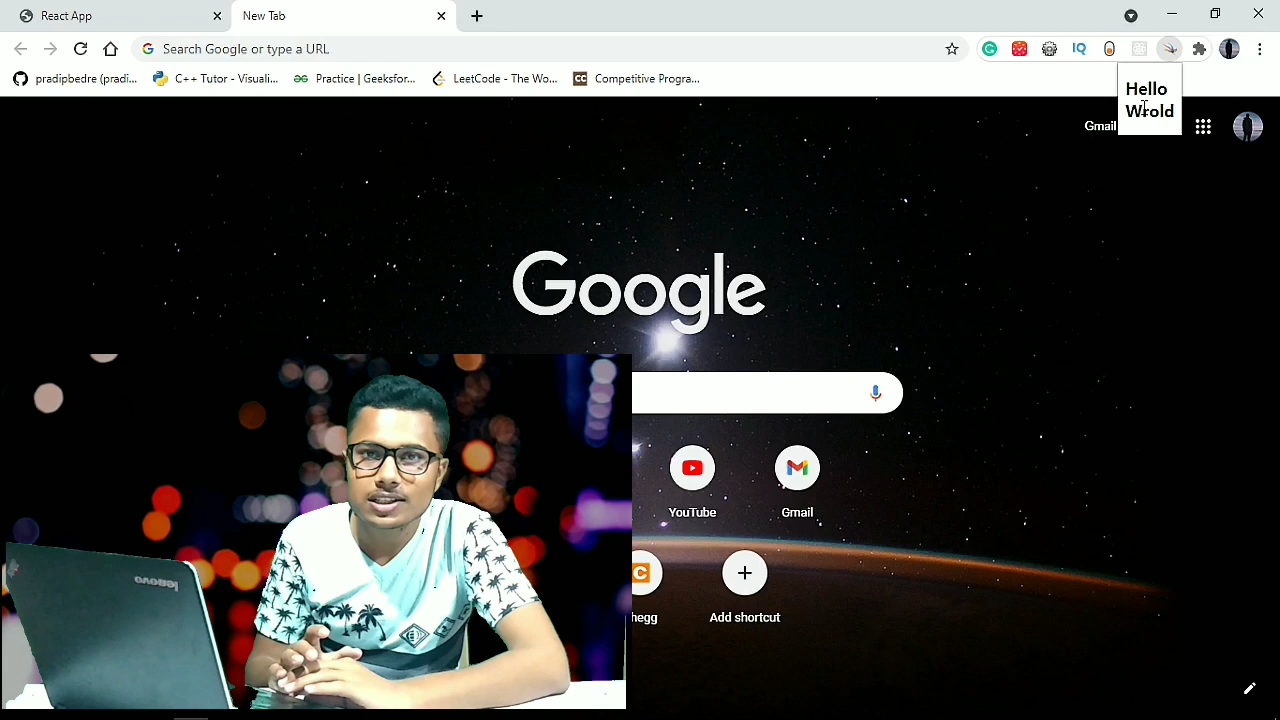 React App
New Tab
Search Google or type a URL
IQ
pradipbedre (pradi...
C++ Tutor - Visuali...
Practice | Geeksfor...
LeetCode - The Wo...
Competitive Progra...
Hello
Wrold
Gmail
Google
YouTube
Gmail
hegg
Add shortcut
lenovo